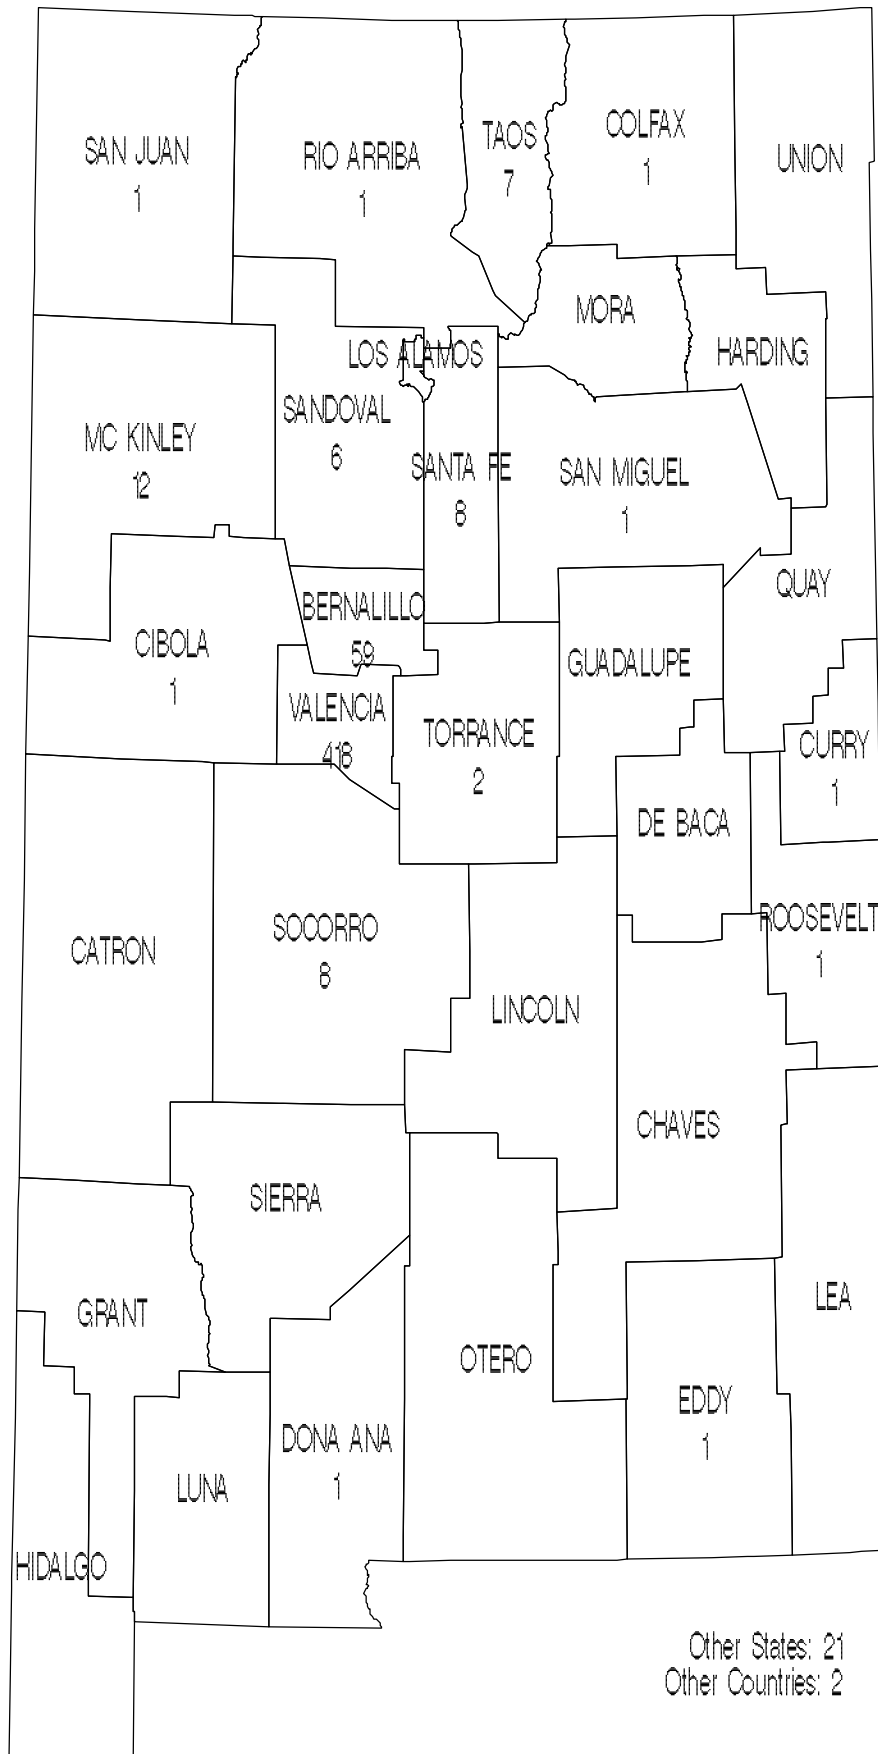 SAN JUAN
1
RIO ARRIBA
1
TAOS
7
COLFAX
1
UNION
MORA
HARDING
LOS ALAMOS
SANDOVAL
6
MC KINLEY
12
SANTA FE
8
SAN MIGUEL
1
QUAY
BERNALILLO
59
CIBOLA
1
GUADALUPE
VALENCIA
418
TORRANCE
2
CURRY
1
DE BACA
ROOSEVELT
1
CATRON
SOCORRO
8
LINCOLN
CHAVES
SIERRA
GRANT
LEA
OTERO
EDDY
1
DONA ANA
1
LUNA
HIDALGO
Other States: 21
Other Countries: 2